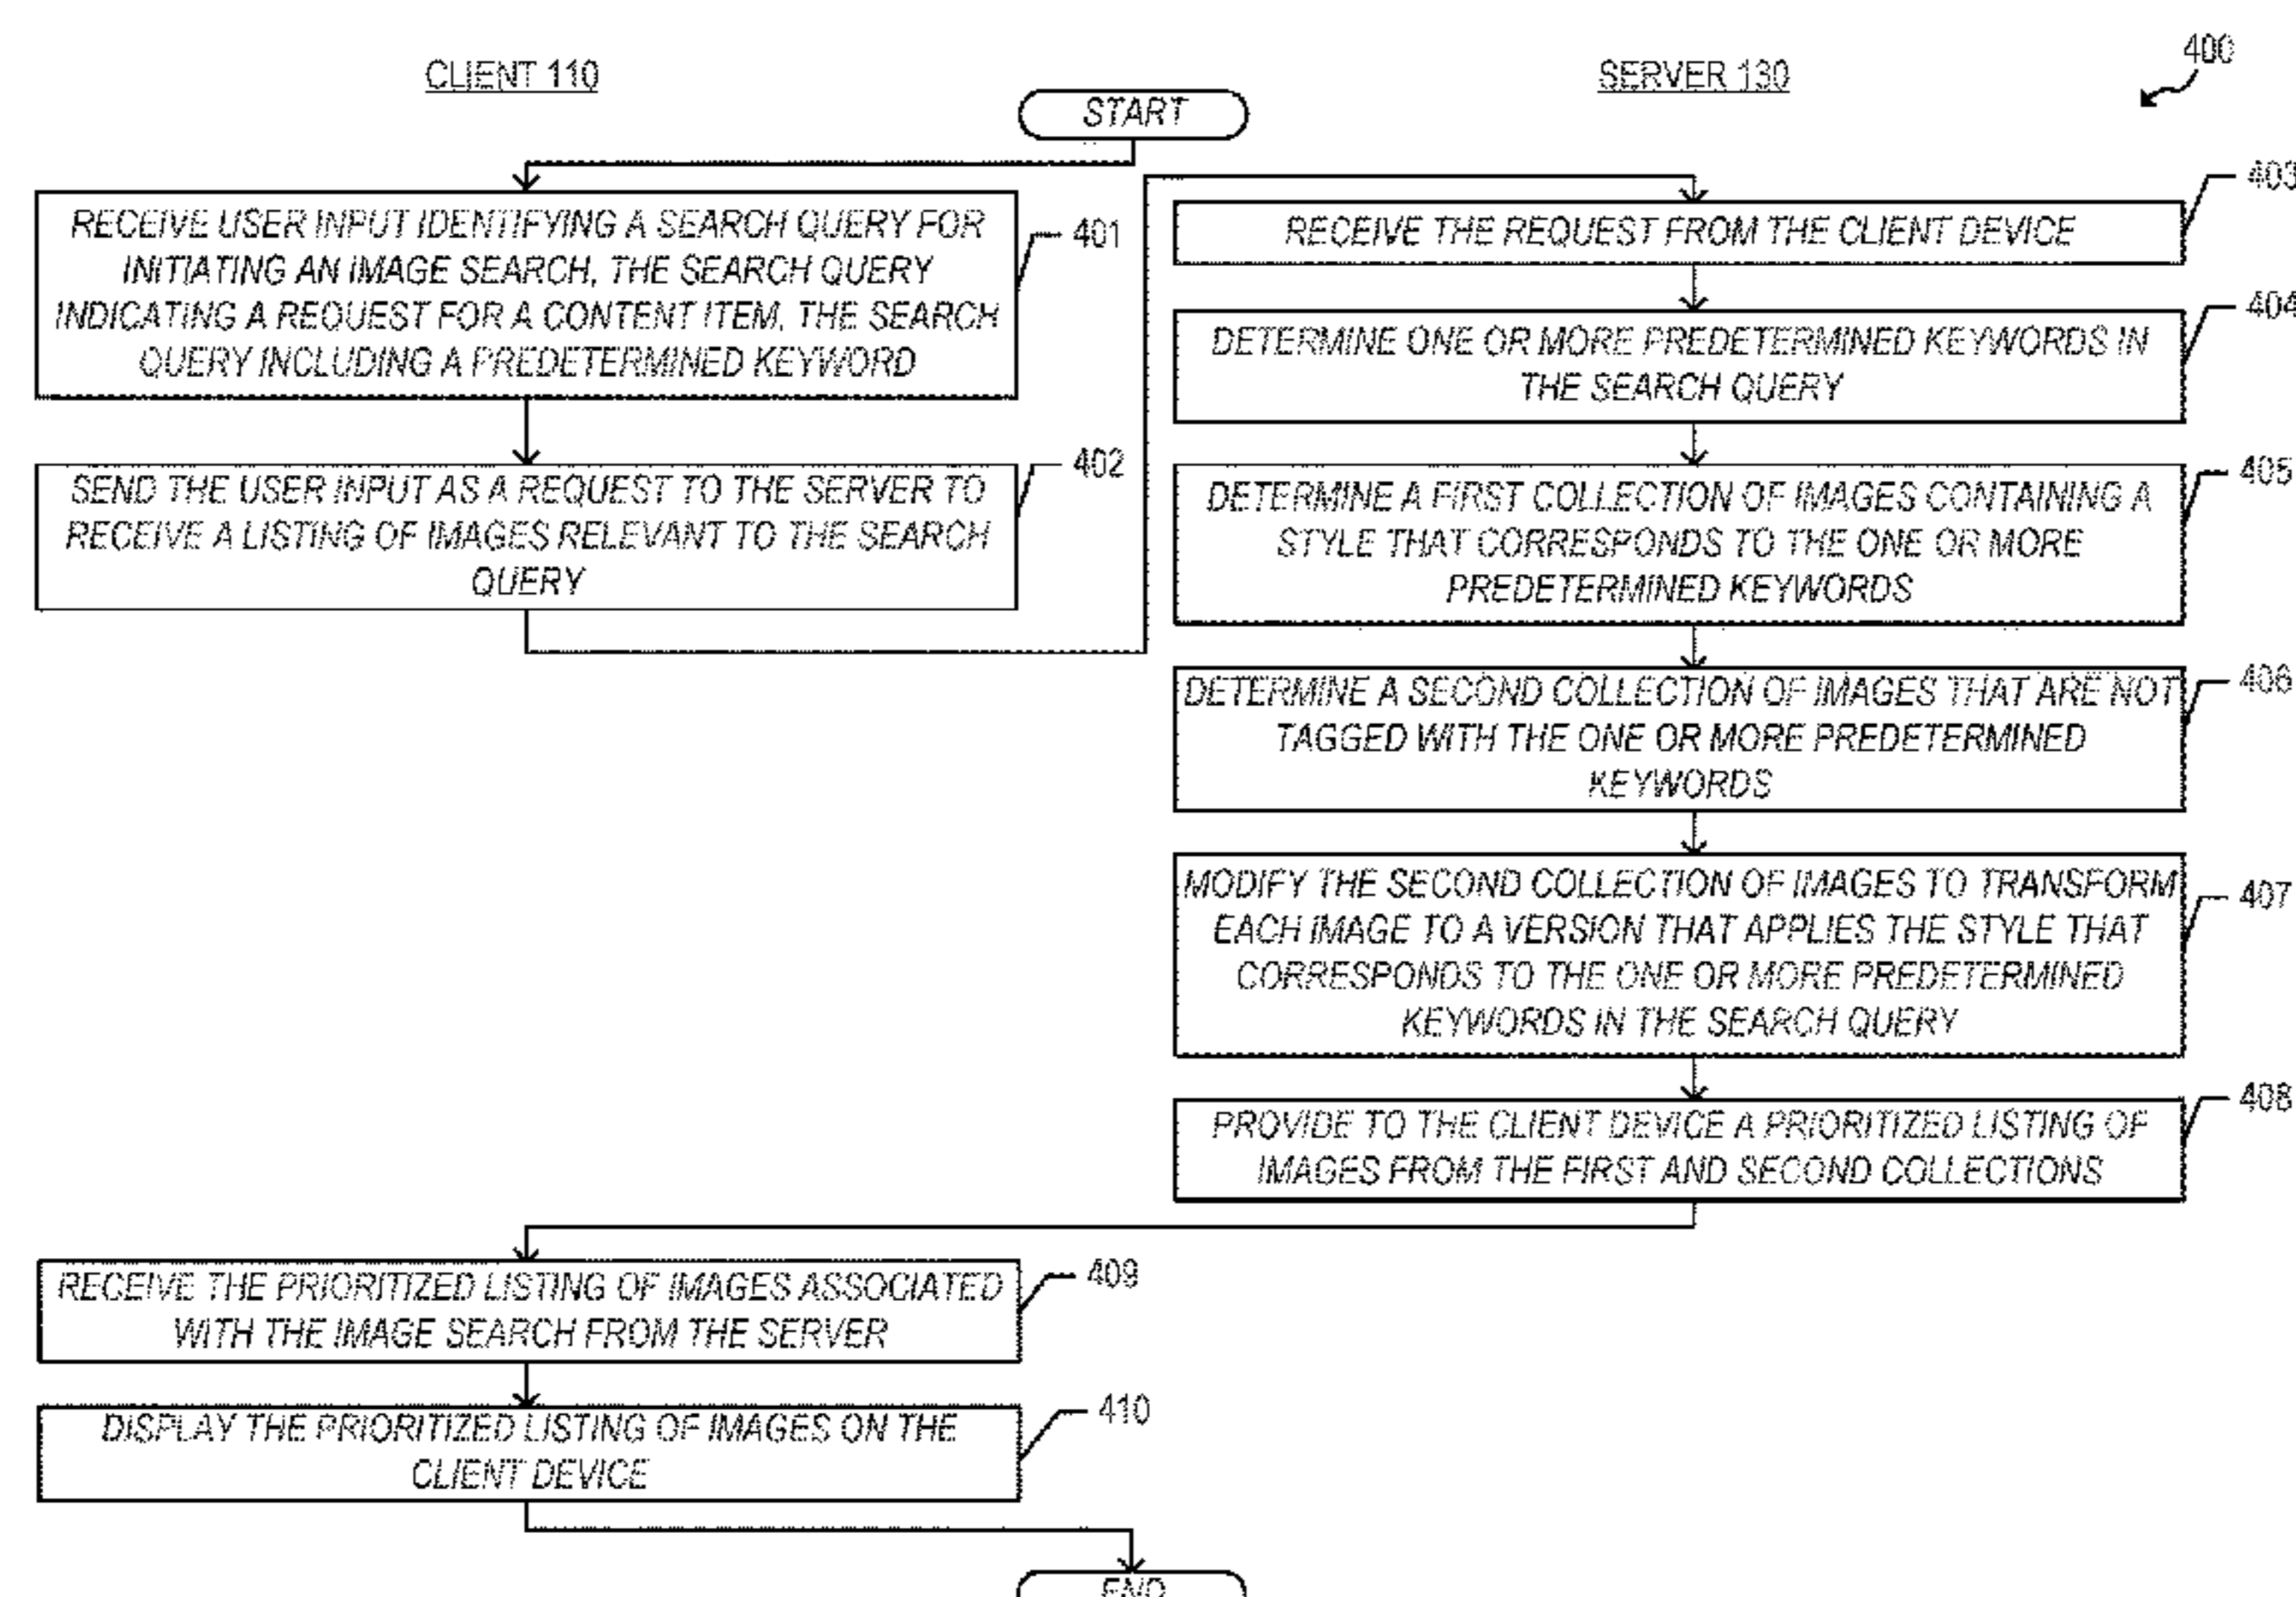 CLIENT 110
SERVER 130
400
START
RECEIVE USER INPUT IDENTIFYING A SEARCH QUERY FOR
INITIATING AN IMAGE SEARCH, THE SEARCH QUERY
INDICATING A REQUEST FOR A CONTENT ITEM, THE SEARCH
QUERY INCLUDING A PREDETERMINED KEYWORD
401
SEND THE USER INPUT AS A REQUEST TO THE SERVER TO
RECEIVE A LISTING OF IMAGES RELEVANT TO THE SEARCH
QUERY
402
RECEIVE THE REQUEST FROM THE CLIENT DEVICE
403
DETERMINE ONE OR MORE PREDETERMINED KEYWORDS IN
THE SEARCH QUERY
404
DETERMINE A FIRST COLLECTION OF IMAGES CONTAINING A
STYLE THAT CORRESPONDS TO THE ONE OR MORE
PREDETERMINED KEYWORDS
405
DETERMINE A SECOND COLLECTION OF IMAGES THAT ARE NOT
TAGGED WITH THE ONE OR MORE PREDETERMINED
KEYWORDS
406
MODIFY THE SECOND COLLECTION OF IMAGES TO TRANSFORM
EACH IMAGE TO A VERSION THAT APPLIES THE STYLE THAT
CORRESPONDS TO THE ONE OR MORE PREDETERMINED
KEYWORDS IN THE SEARCH QUERY
407
PROVIDE TO THE CLIENT DEVICE A PRIORITIZED LISTING OF
IMAGES FROM THE FIRST AND SECOND COLLECTIONS
408
RECEIVE THE PRIORITIZED LISTING OF IMAGES ASSOCIATED
WITH THE IMAGE SEARCH FROM THE SERVER
409
DISPLAY THE PRIORITIZED LISTING OF IMAGES ON THE
CLIENT DEVICE
410
END